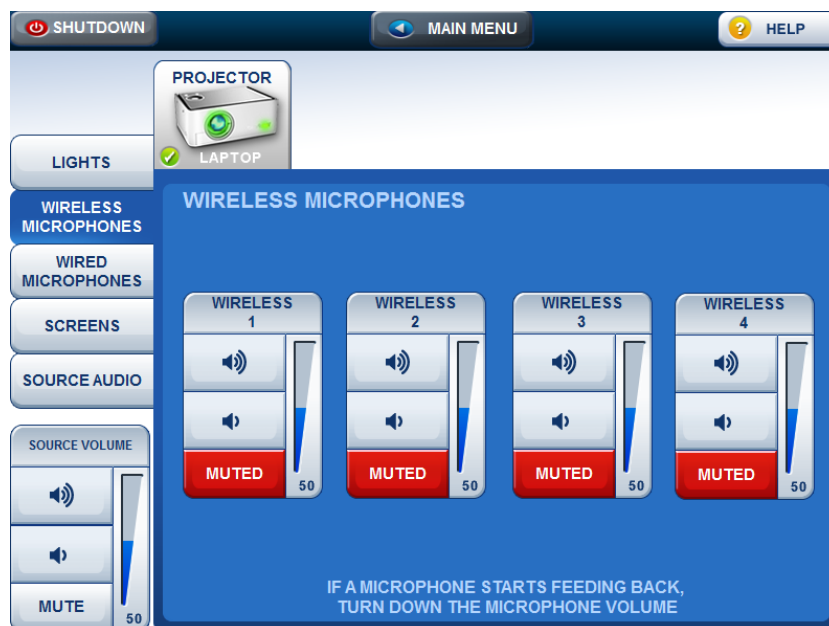 SHUTDOWN
MAIN MENU
HELP
PROJECTOR
LAPTOP
LIGHTS
WIRELESS
MICROPHONES
WIRED
MICROPHONES
SCREENS
SOURCE AUDIO
SOURCE VOLUME
MUTE
50
WIRELESS MICROPHONES
WIRELESS
1
MUTED
50
WIRELESS
2
MUTED
50
WIRELESS
3
MUTED
50
WIRELESS
4
MUTED
50
IF A MICROPHONE STARTS FEEDING BACK,
TURN DOWN THE MICROPHONE VOLUME